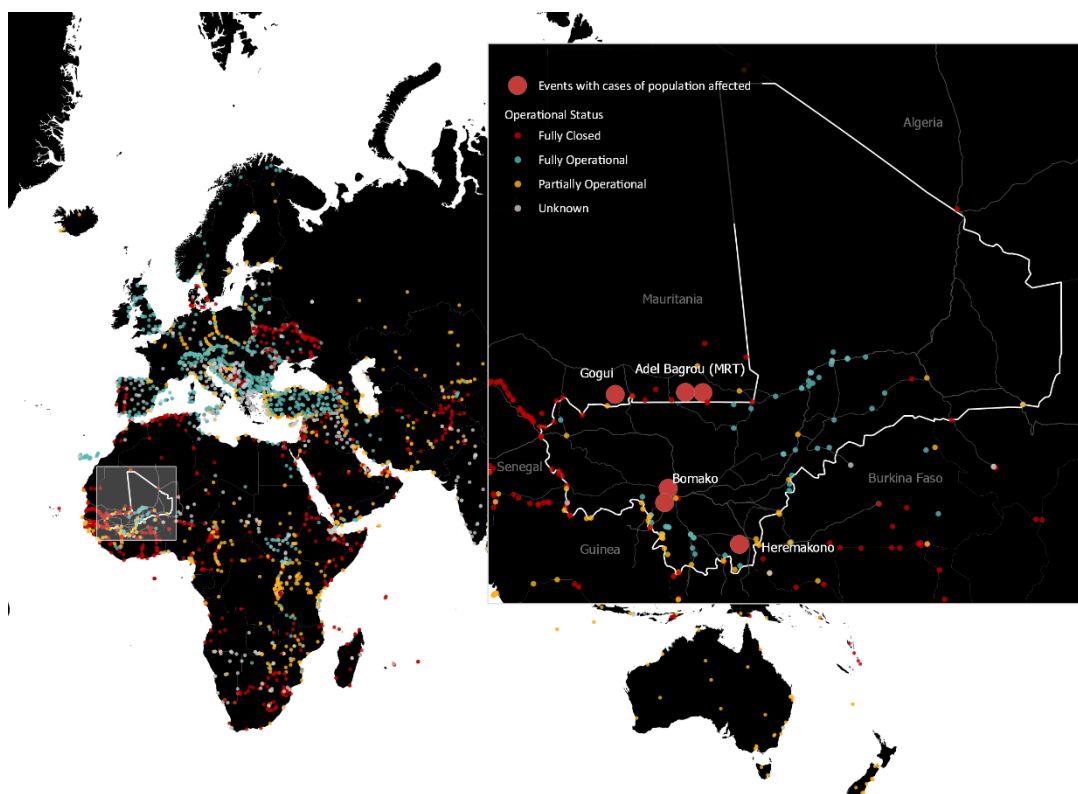 Events with cases of population affected
Operational Status
Fully Closed
Fully Operational
Partially Operational
Unknown
Algeria
Mauritania
Gogui
Adel Bagrou (MRT)
Senegal
Bomako
Burkina Faso
Guinea
Heremakono